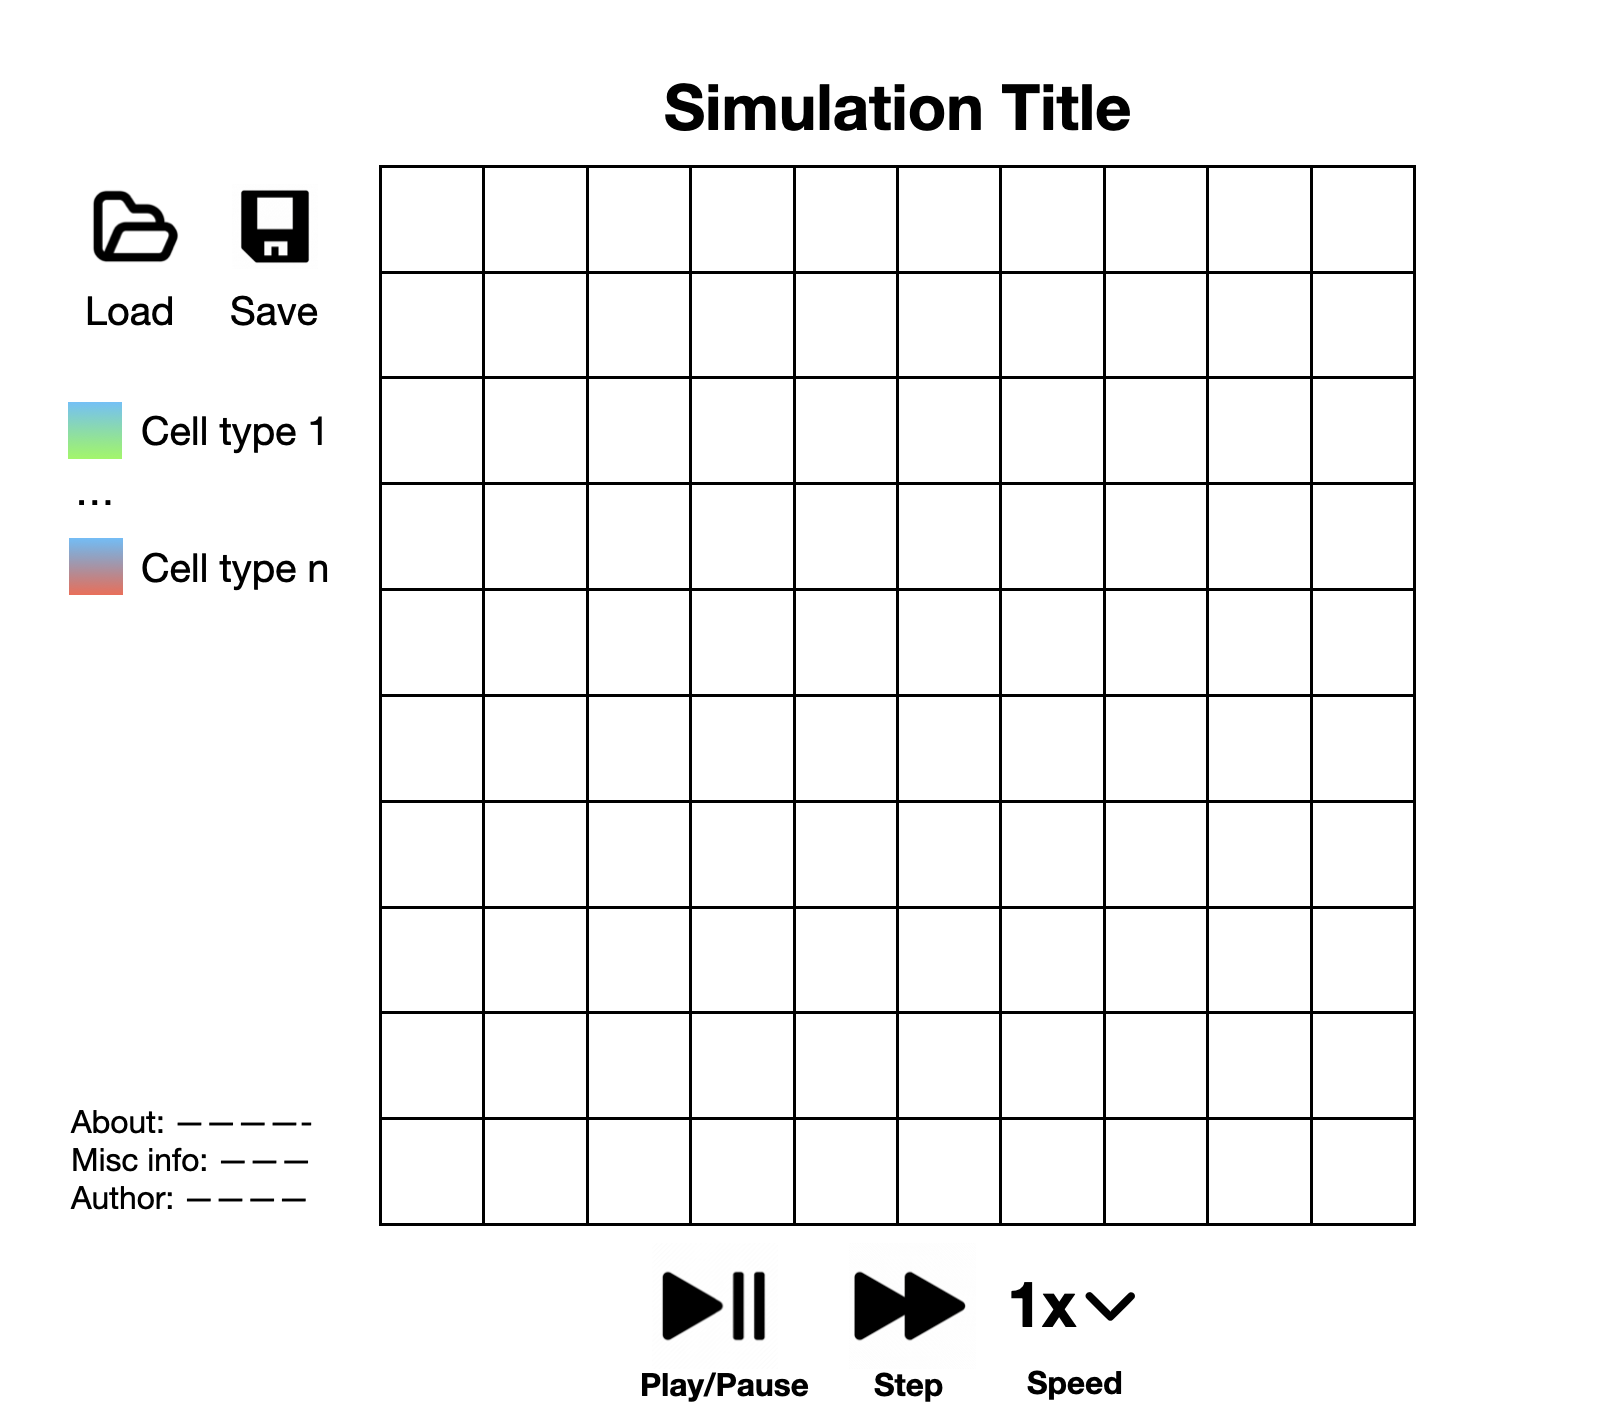 Simulation Title
Load Save
Cell type 1
...
Cell type n
About: — — — — -
Misc info: — — —
Author: — — — —
1x
Play/Pause Step Speed